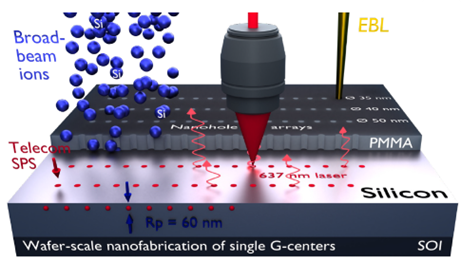 Si
Broad-
beam
ions
Si
Si
EBL
Ø 35 nm
Ø 40 nm
Ø 50 nm
Nanohole arrays
PMMA
Telecom
SPS
637 nm laser
Silicon
Rp = 60 nm
Wafer-scale nanofabrication of single G-centers
SOI